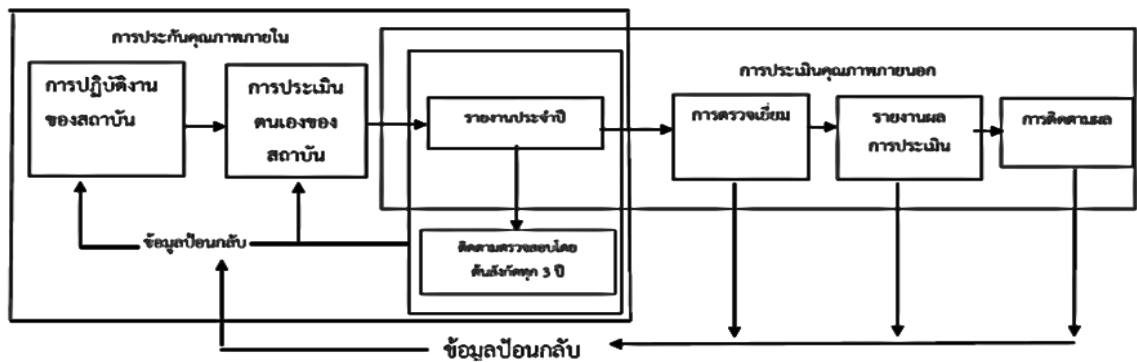 การประกันคุณภาพภายใน
การประเมินคุณภาพภายนอก
การปฏิบัติงาน
ของสถาบัน
การประเมิน
ตนเองของ
สถาบัน
รายงานประจำปี
การตรวจเยี่ยม
รายงานผล
การประเมิน
การติดตามผล
ติดตามตรวจสอบโดย
ต้นสังกัดทุก 3 ปี
ข้อมูลป้อนกลับ
ข้อมูลป้อนกลับ